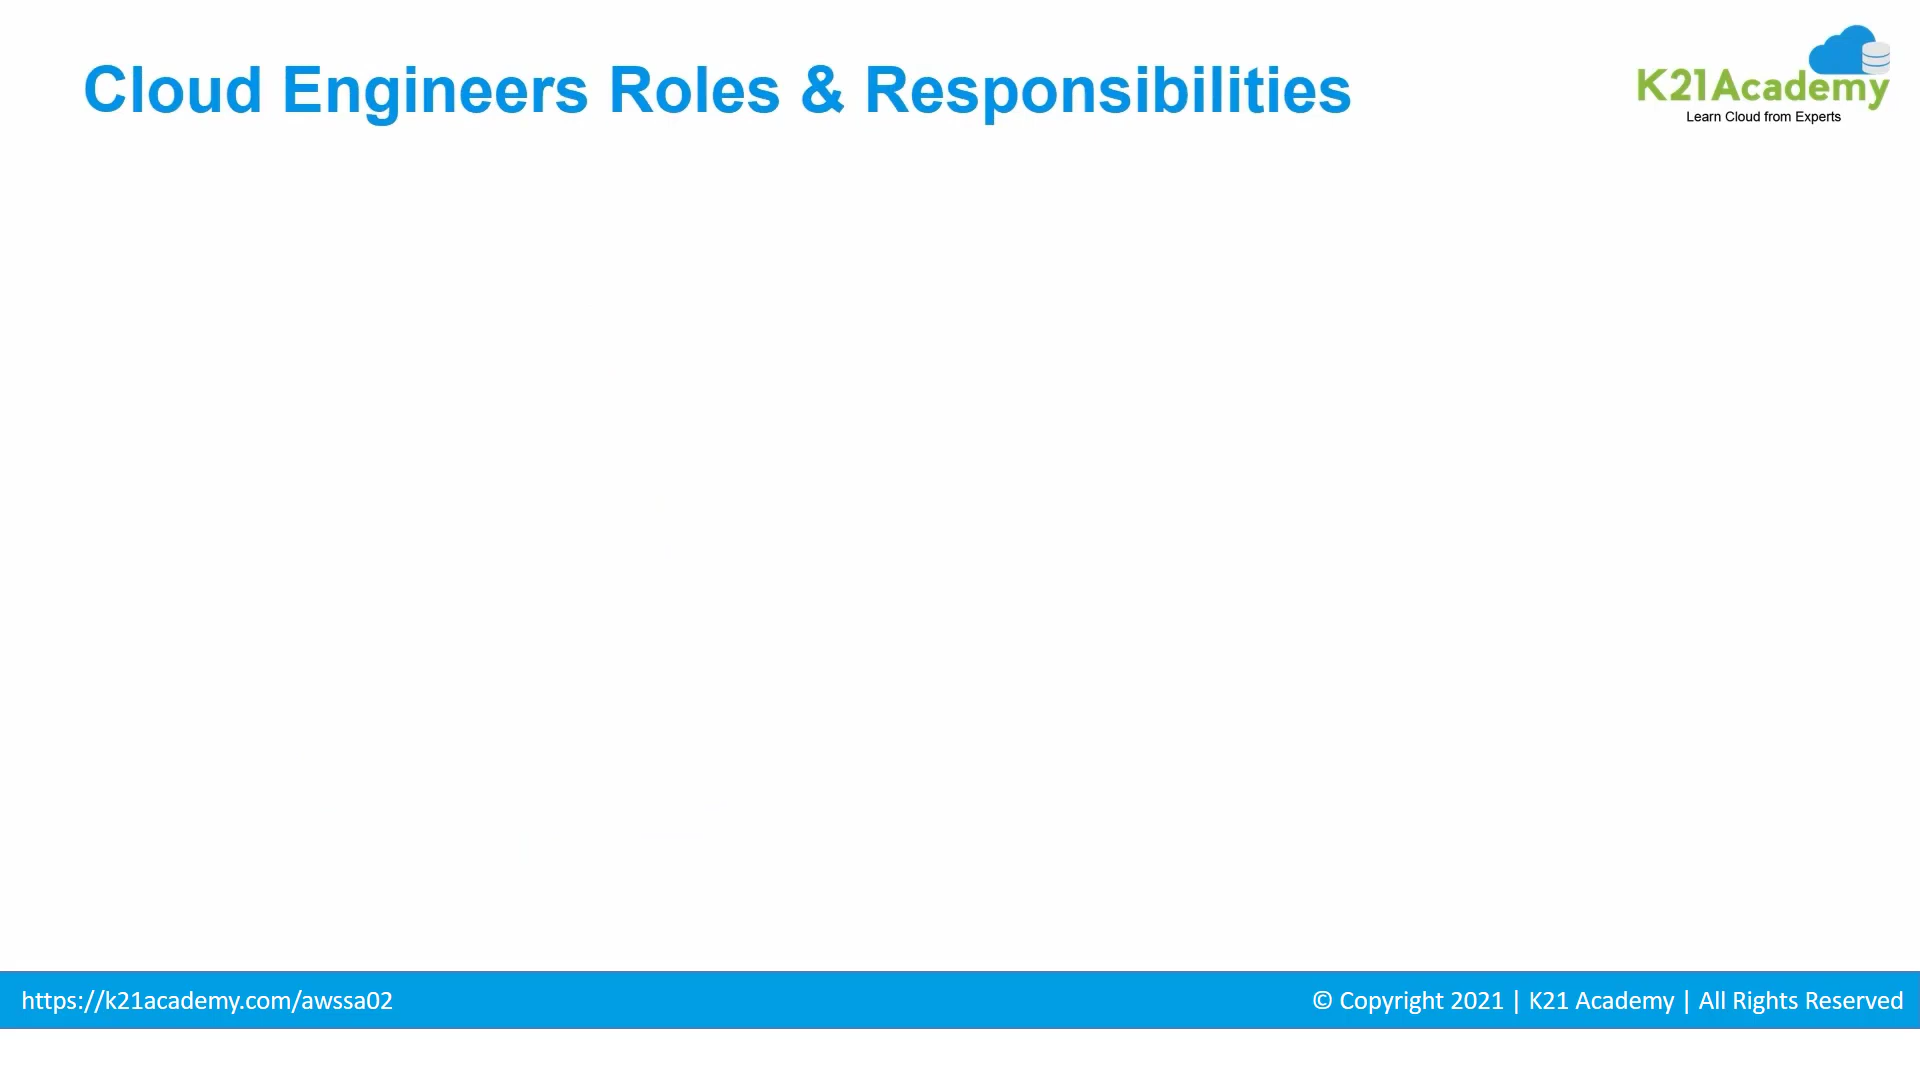 Cloud Engineers Roles & Responsibilities
K21Academy
Learn Cloud from Experts
https://k21academy.com/awssa02
© Copyright 2021 | K21 Academy | All Rights Reserved